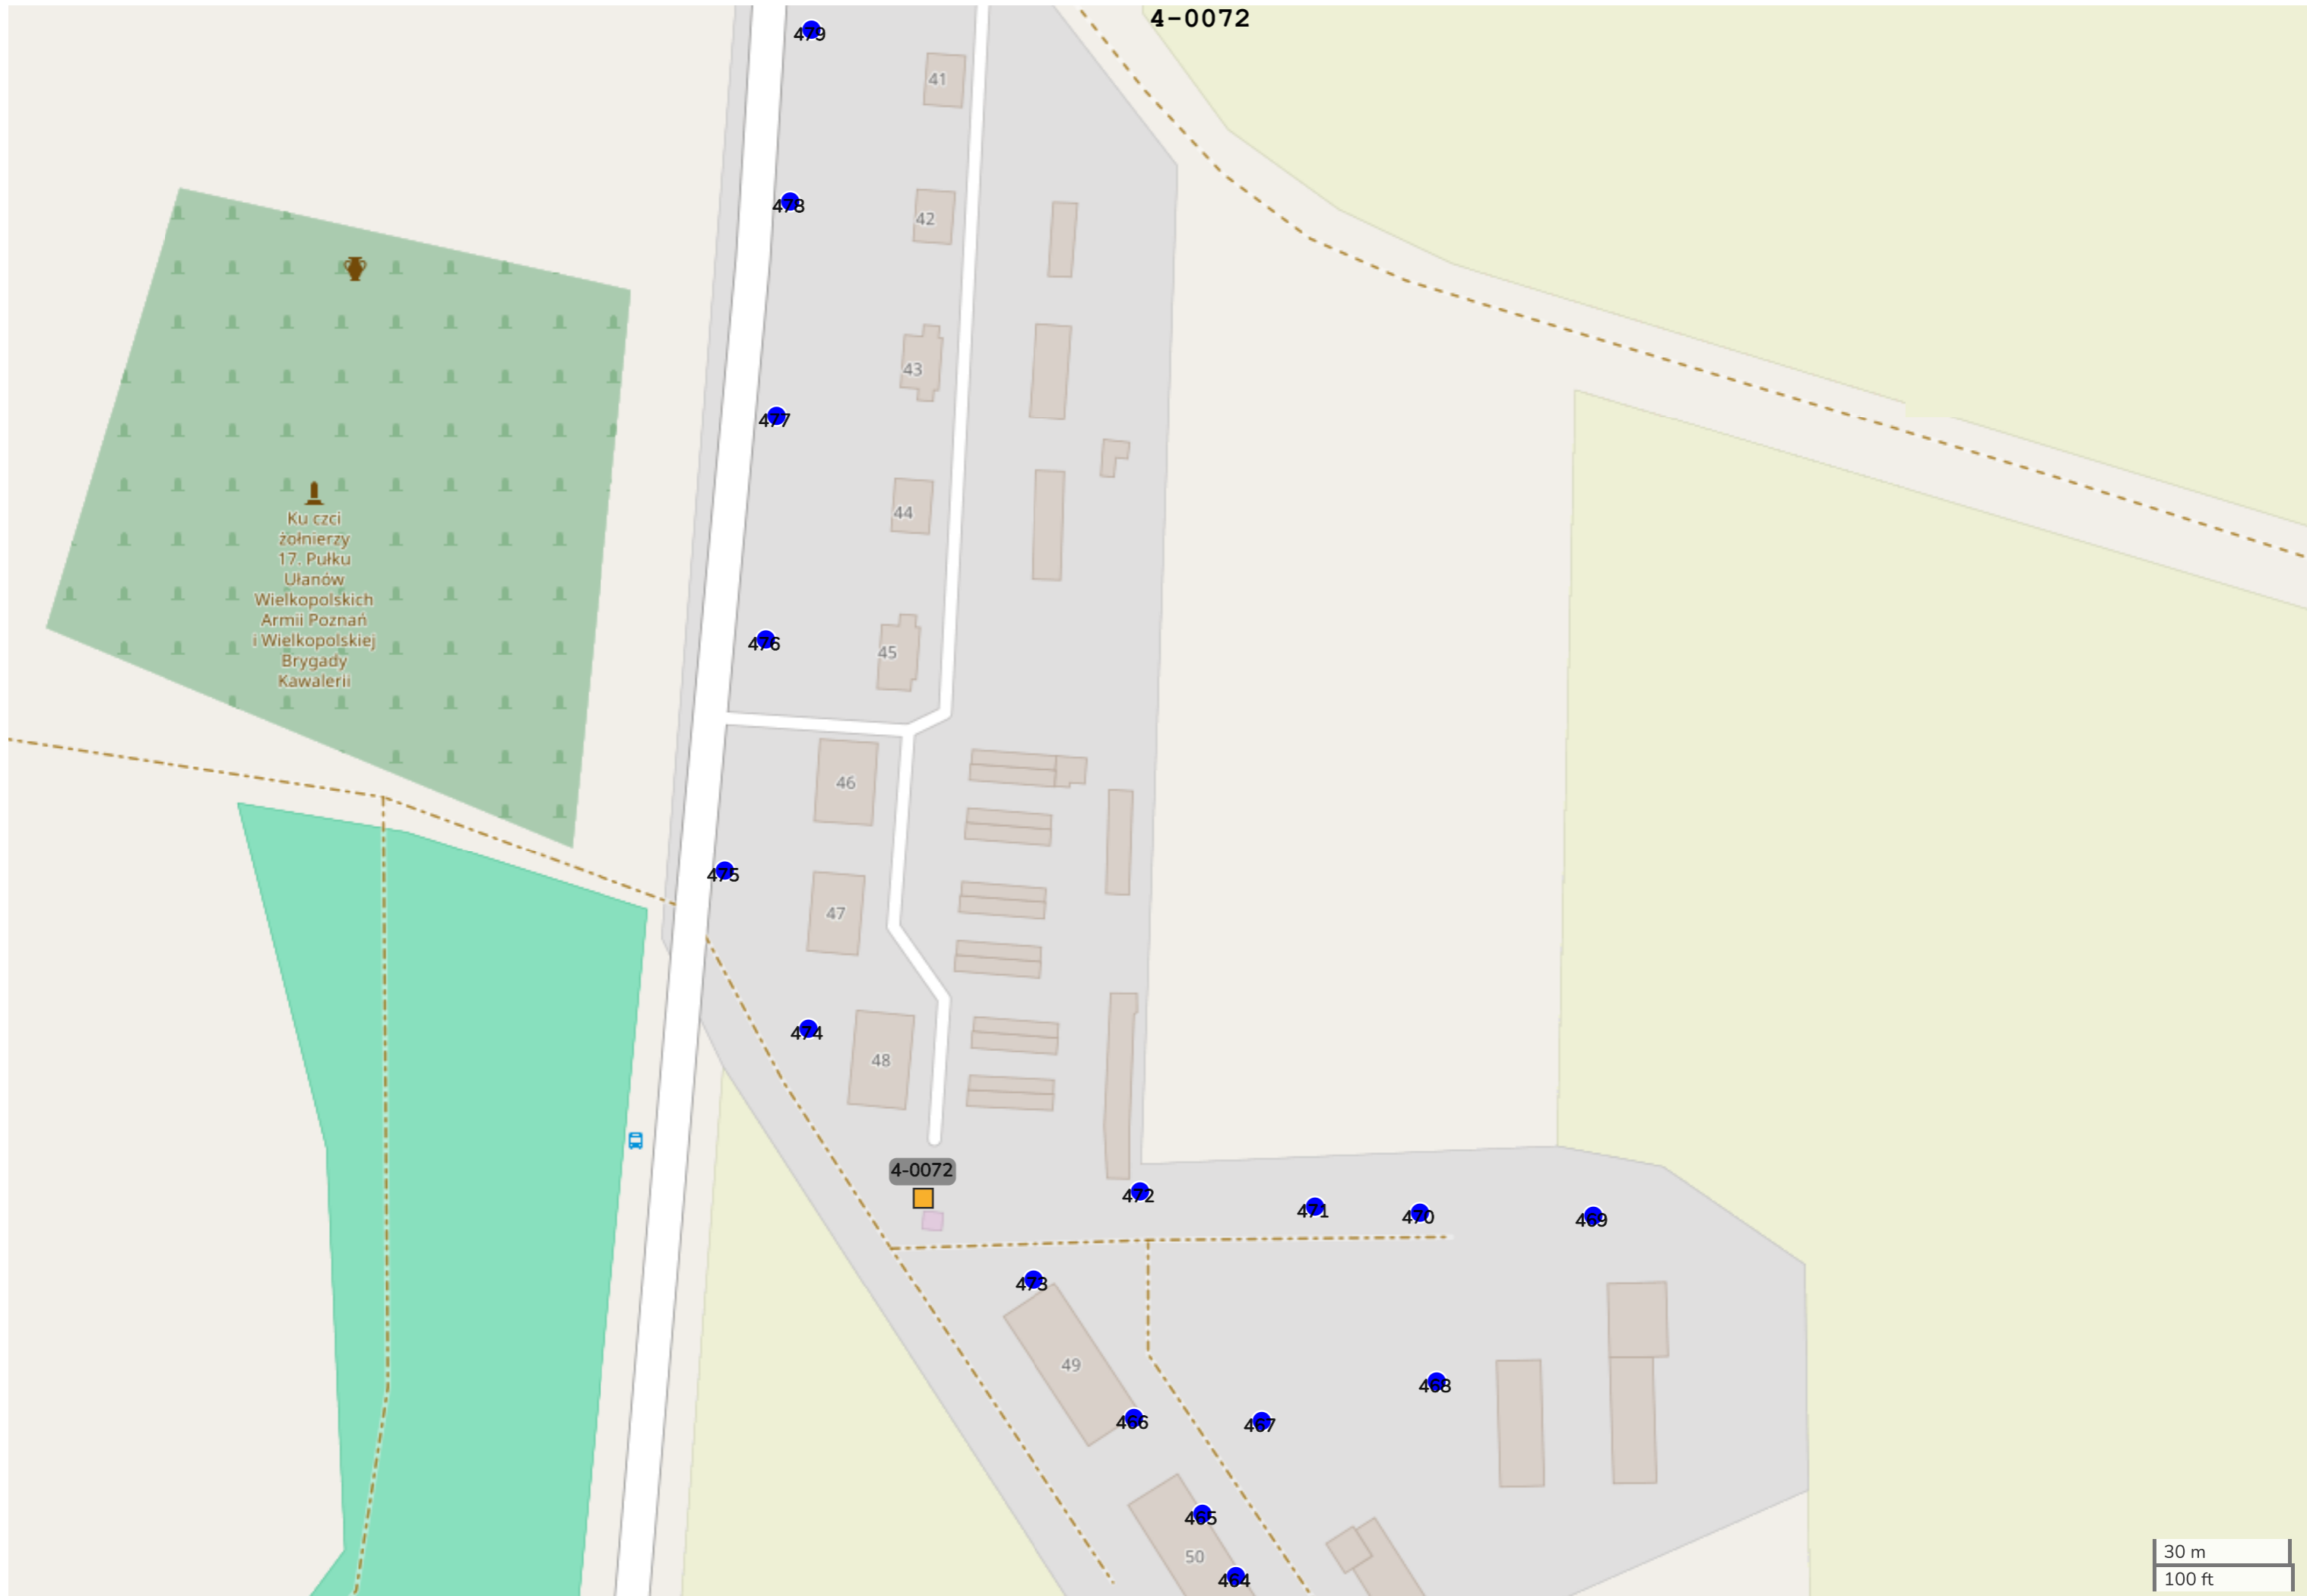 4-0072
479
41
478
42
43
477
44
Ku czci
żołnierzy
17. Pułku
Ułanów
Wielkopolskich
Armii Poznań
i Wielkopolskiej
Brygady
Kawalerii
476
45
46
475
47
474
48
4-0072
472
471
470
469
473
49
468
466
467
465
50
464
30 m
100 ft